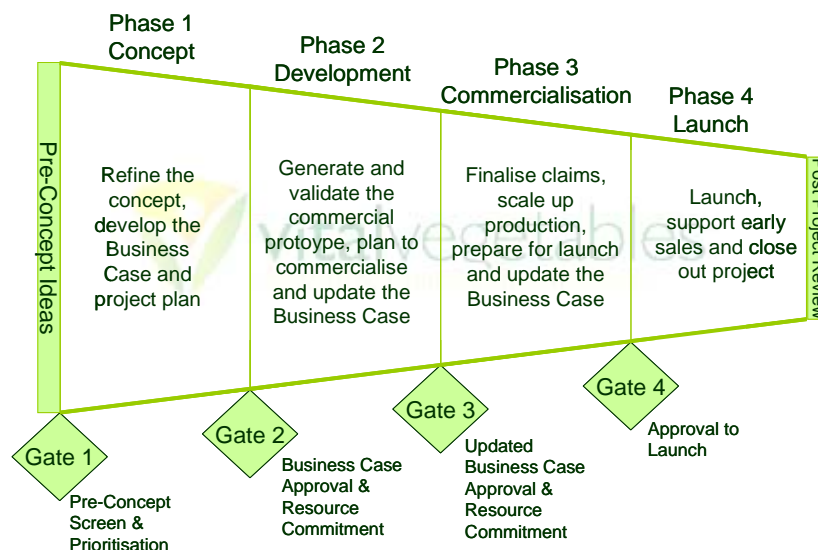 Phase 1
Concept
Phase 2
Development
Phase 3
Commercialisation
Phase 4
Launch
Pre-Concept Ideas
Refine the
concept,
develop the
Business
Case and
project plan
Generate and
validate the
commercial
protoype, plan to
commercialise
and update the
Business Case
Finalise claims,
scale up
production,
prepare for launch
and update the
Business Case
Launch,
support early
sales and close
out project
Post Project Review
vitalvegetables
Gate 1
Pre-Concept
Screen &
Prioritisation
Gate 2
Business Case
Approval &
Resource
Commitment
Gate 3
Updated
Business Case
Approval &
Resource
Commitment
Gate 4
Approval to
Launch